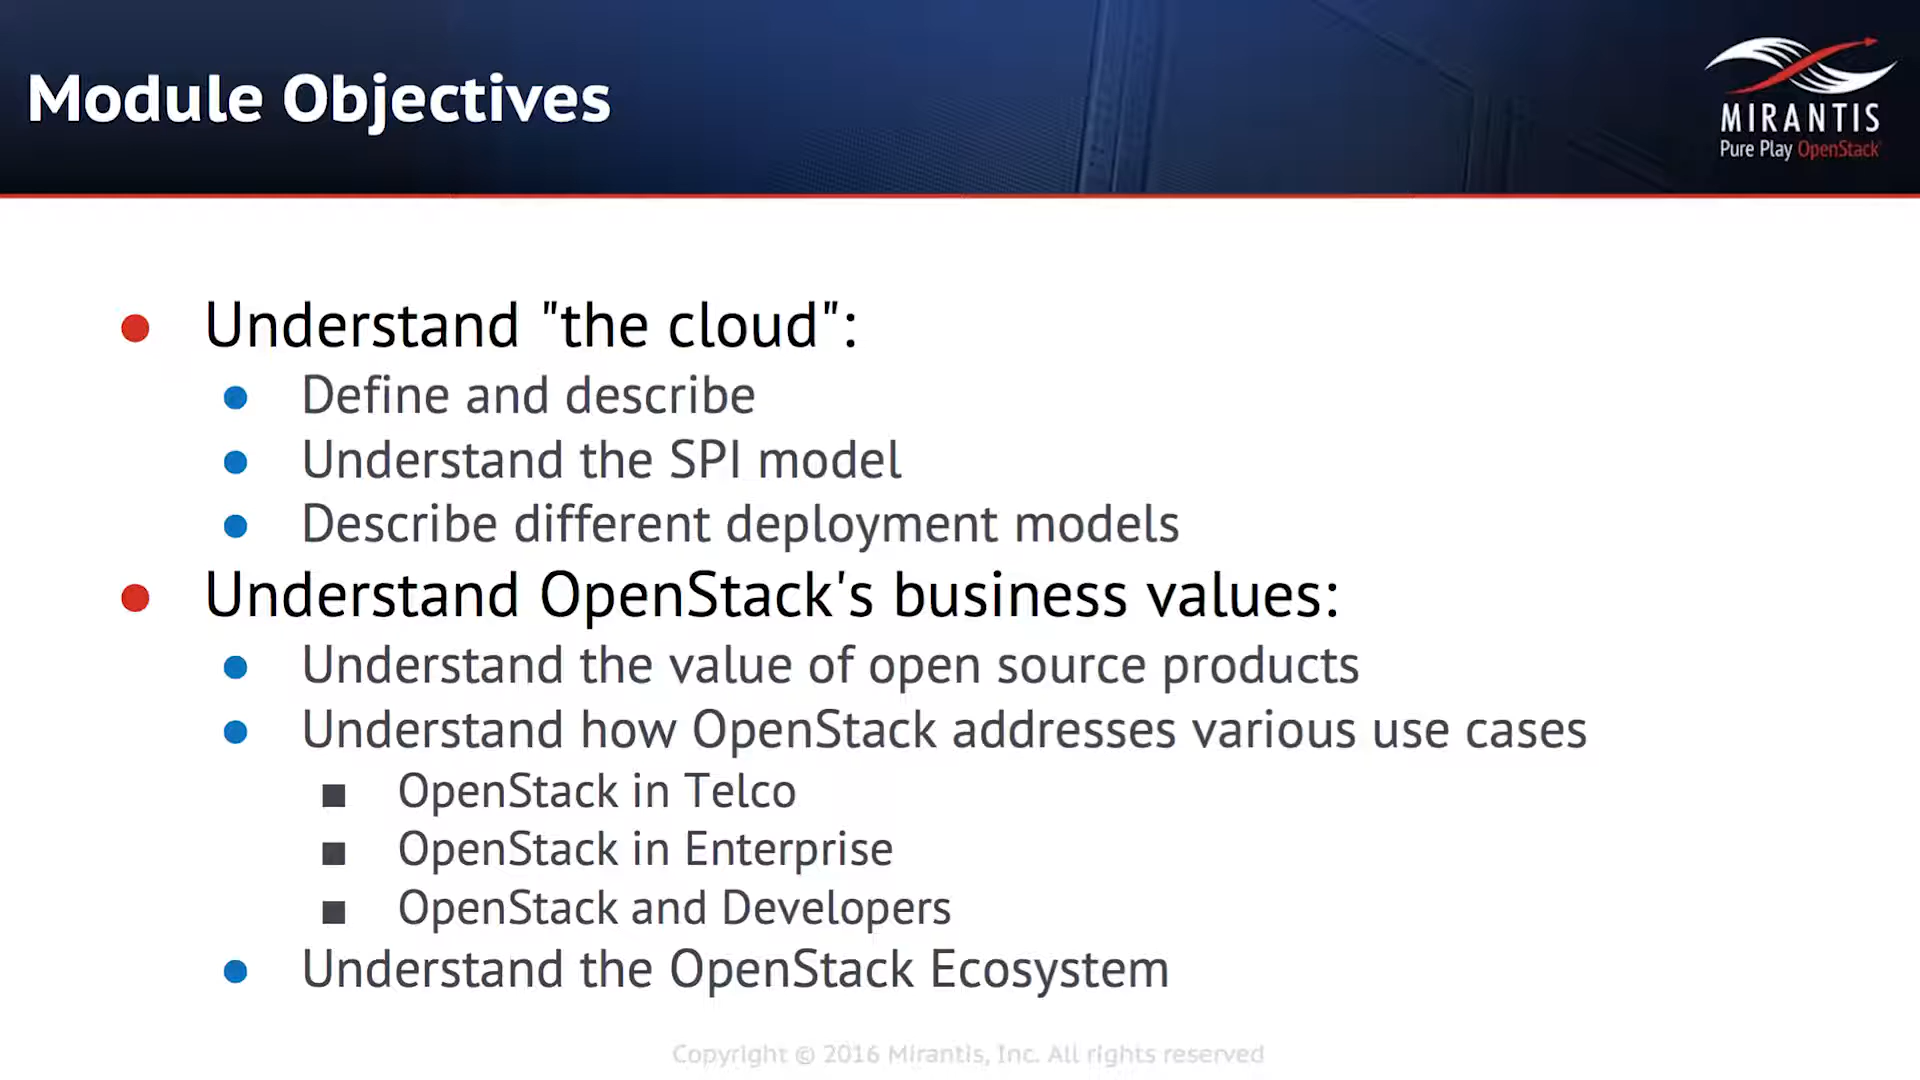 Module Objectives
MIRANTIS
Pure Play OpenStack
Understand "the cloud":
Define and describe
Understand the SPI model
Describe different deployment models
Understand OpenStack's business values:
Understand the value of open source products
Understand how OpenStack addresses various use cases
OpenStack in Telco
OpenStack in Enterprise
OpenStack and Developers
Understand the OpenStack Ecosystem
Copyright © 2016 Mirantis, Inc. All rights reserved